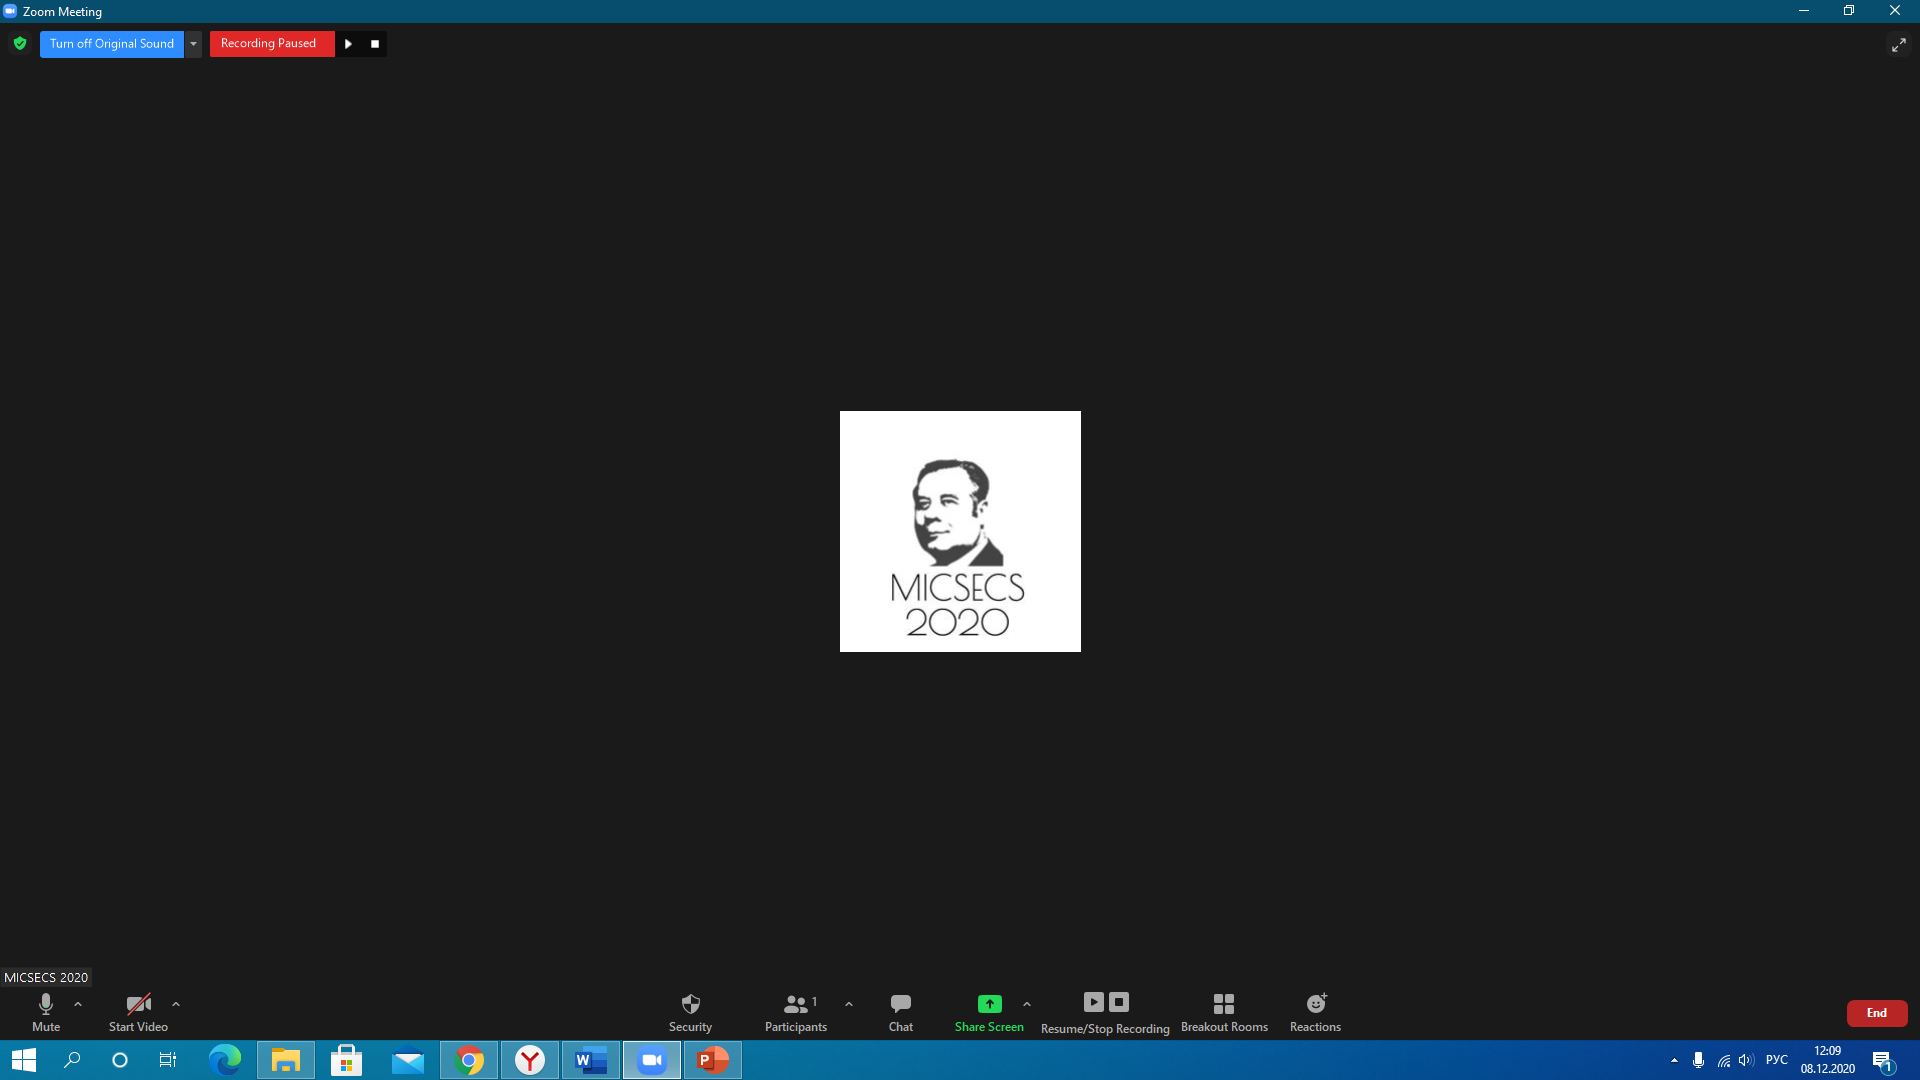 Zoom Meeting
Turn off Original Sound
Recording Paused
MICSECS
2020
MICSECS 2020
Mute
Start Video
Security
Participants
1
Chat
Share Screen
Resume/Stop Recording
Breakout Rooms
Reactions
End
РУС
12:09
08.12.2020
1